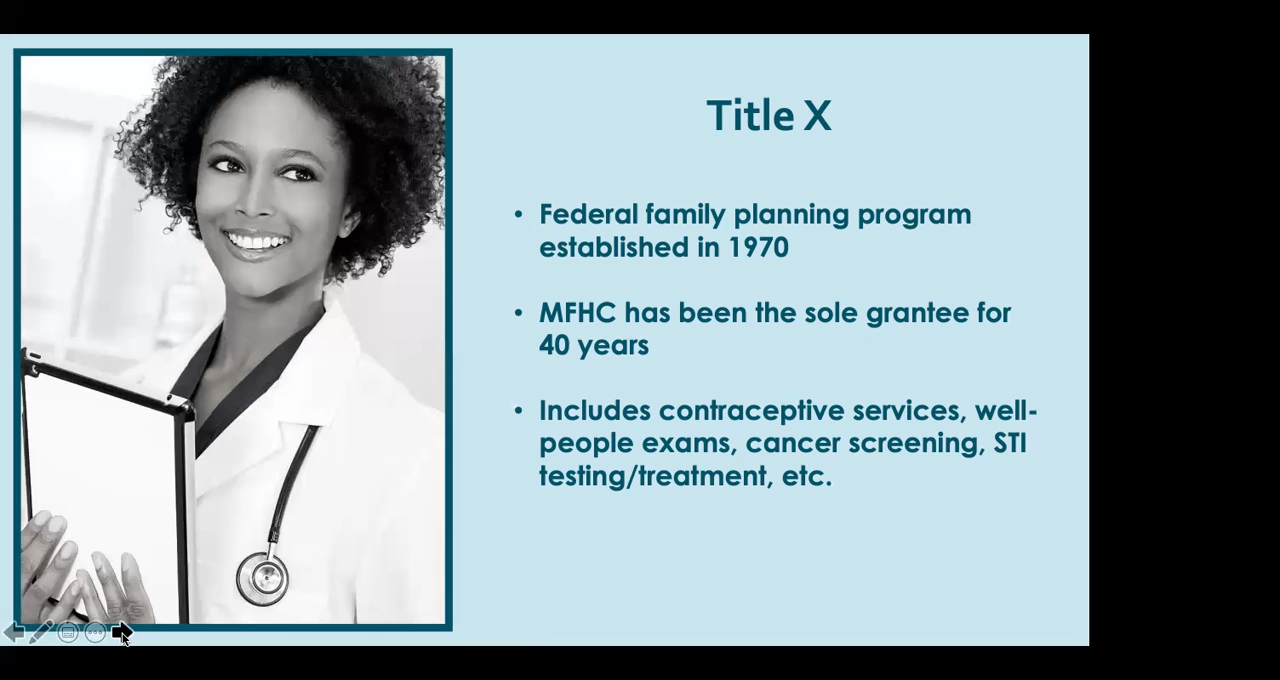 Title X
• Federal family planning program
established in 1970
• MFHC has been the sole grantee for
40 years
• Includes contraceptive services, well-
people exams, cancer screening, STI
testing/treatment, etc.